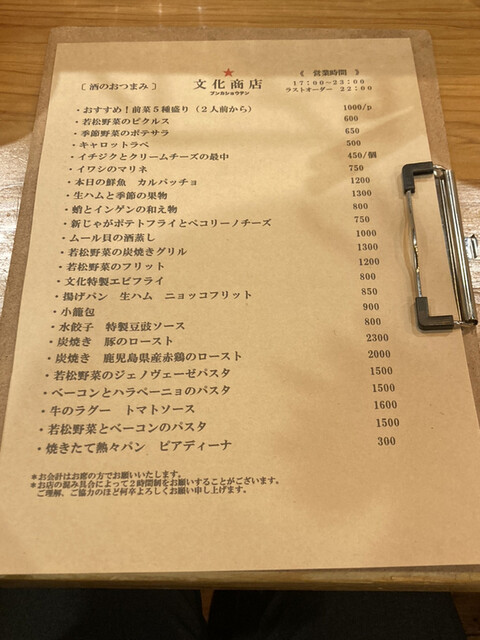 《 営業時間 》
［ 酒のおつまみ ］
文化商店
ブンカショウテン
17:00〜23:00
ラストオーダー 22:00
・おすすめ！前菜５種盛り（２人前から） 1000/p
・若松野菜のピクルス 600
・季節野菜のポテサラ 650
・キャロットラペ 500
・イチジクとクリームチーズの最中 450/個
・イワシのマリネ 750
・本日の鮮魚 カルパッチョ 1200
・生ハムと季節の果物 1300
・蛸とインゲンの和え物 800
・新じゃがポテトフライとペコリーノチーズ 750
・ムール貝の酒蒸し 1000
・若松野菜の炭焼きグリル 1300
・若松野菜のフリット 1200
・文化特製エビフライ 800
・揚げパン 生ハム ニョッコフリット 850
・小籠包 900
・水餃子 特製豆豉ソース 800
・炭焼き 豚のロースト 2300
・炭焼き 鹿児島県産赤鶏のロースト 2000
・若松野菜のジェノヴェーゼパスタ 1500
・ベーコンとハラペーニョのパスタ 1500
・牛のラグー トマトソース 1600
・若松野菜とベーコンのパスタ 1500
・焼きたて熱々パン ピアディーナ 300
＊お会計はお席の方でお願いいたします。
＊お店の混み具合によって２時間制をお願いすることがございます。
ご理解、ご協力のほど何卒よろしくお願い申し上げます。